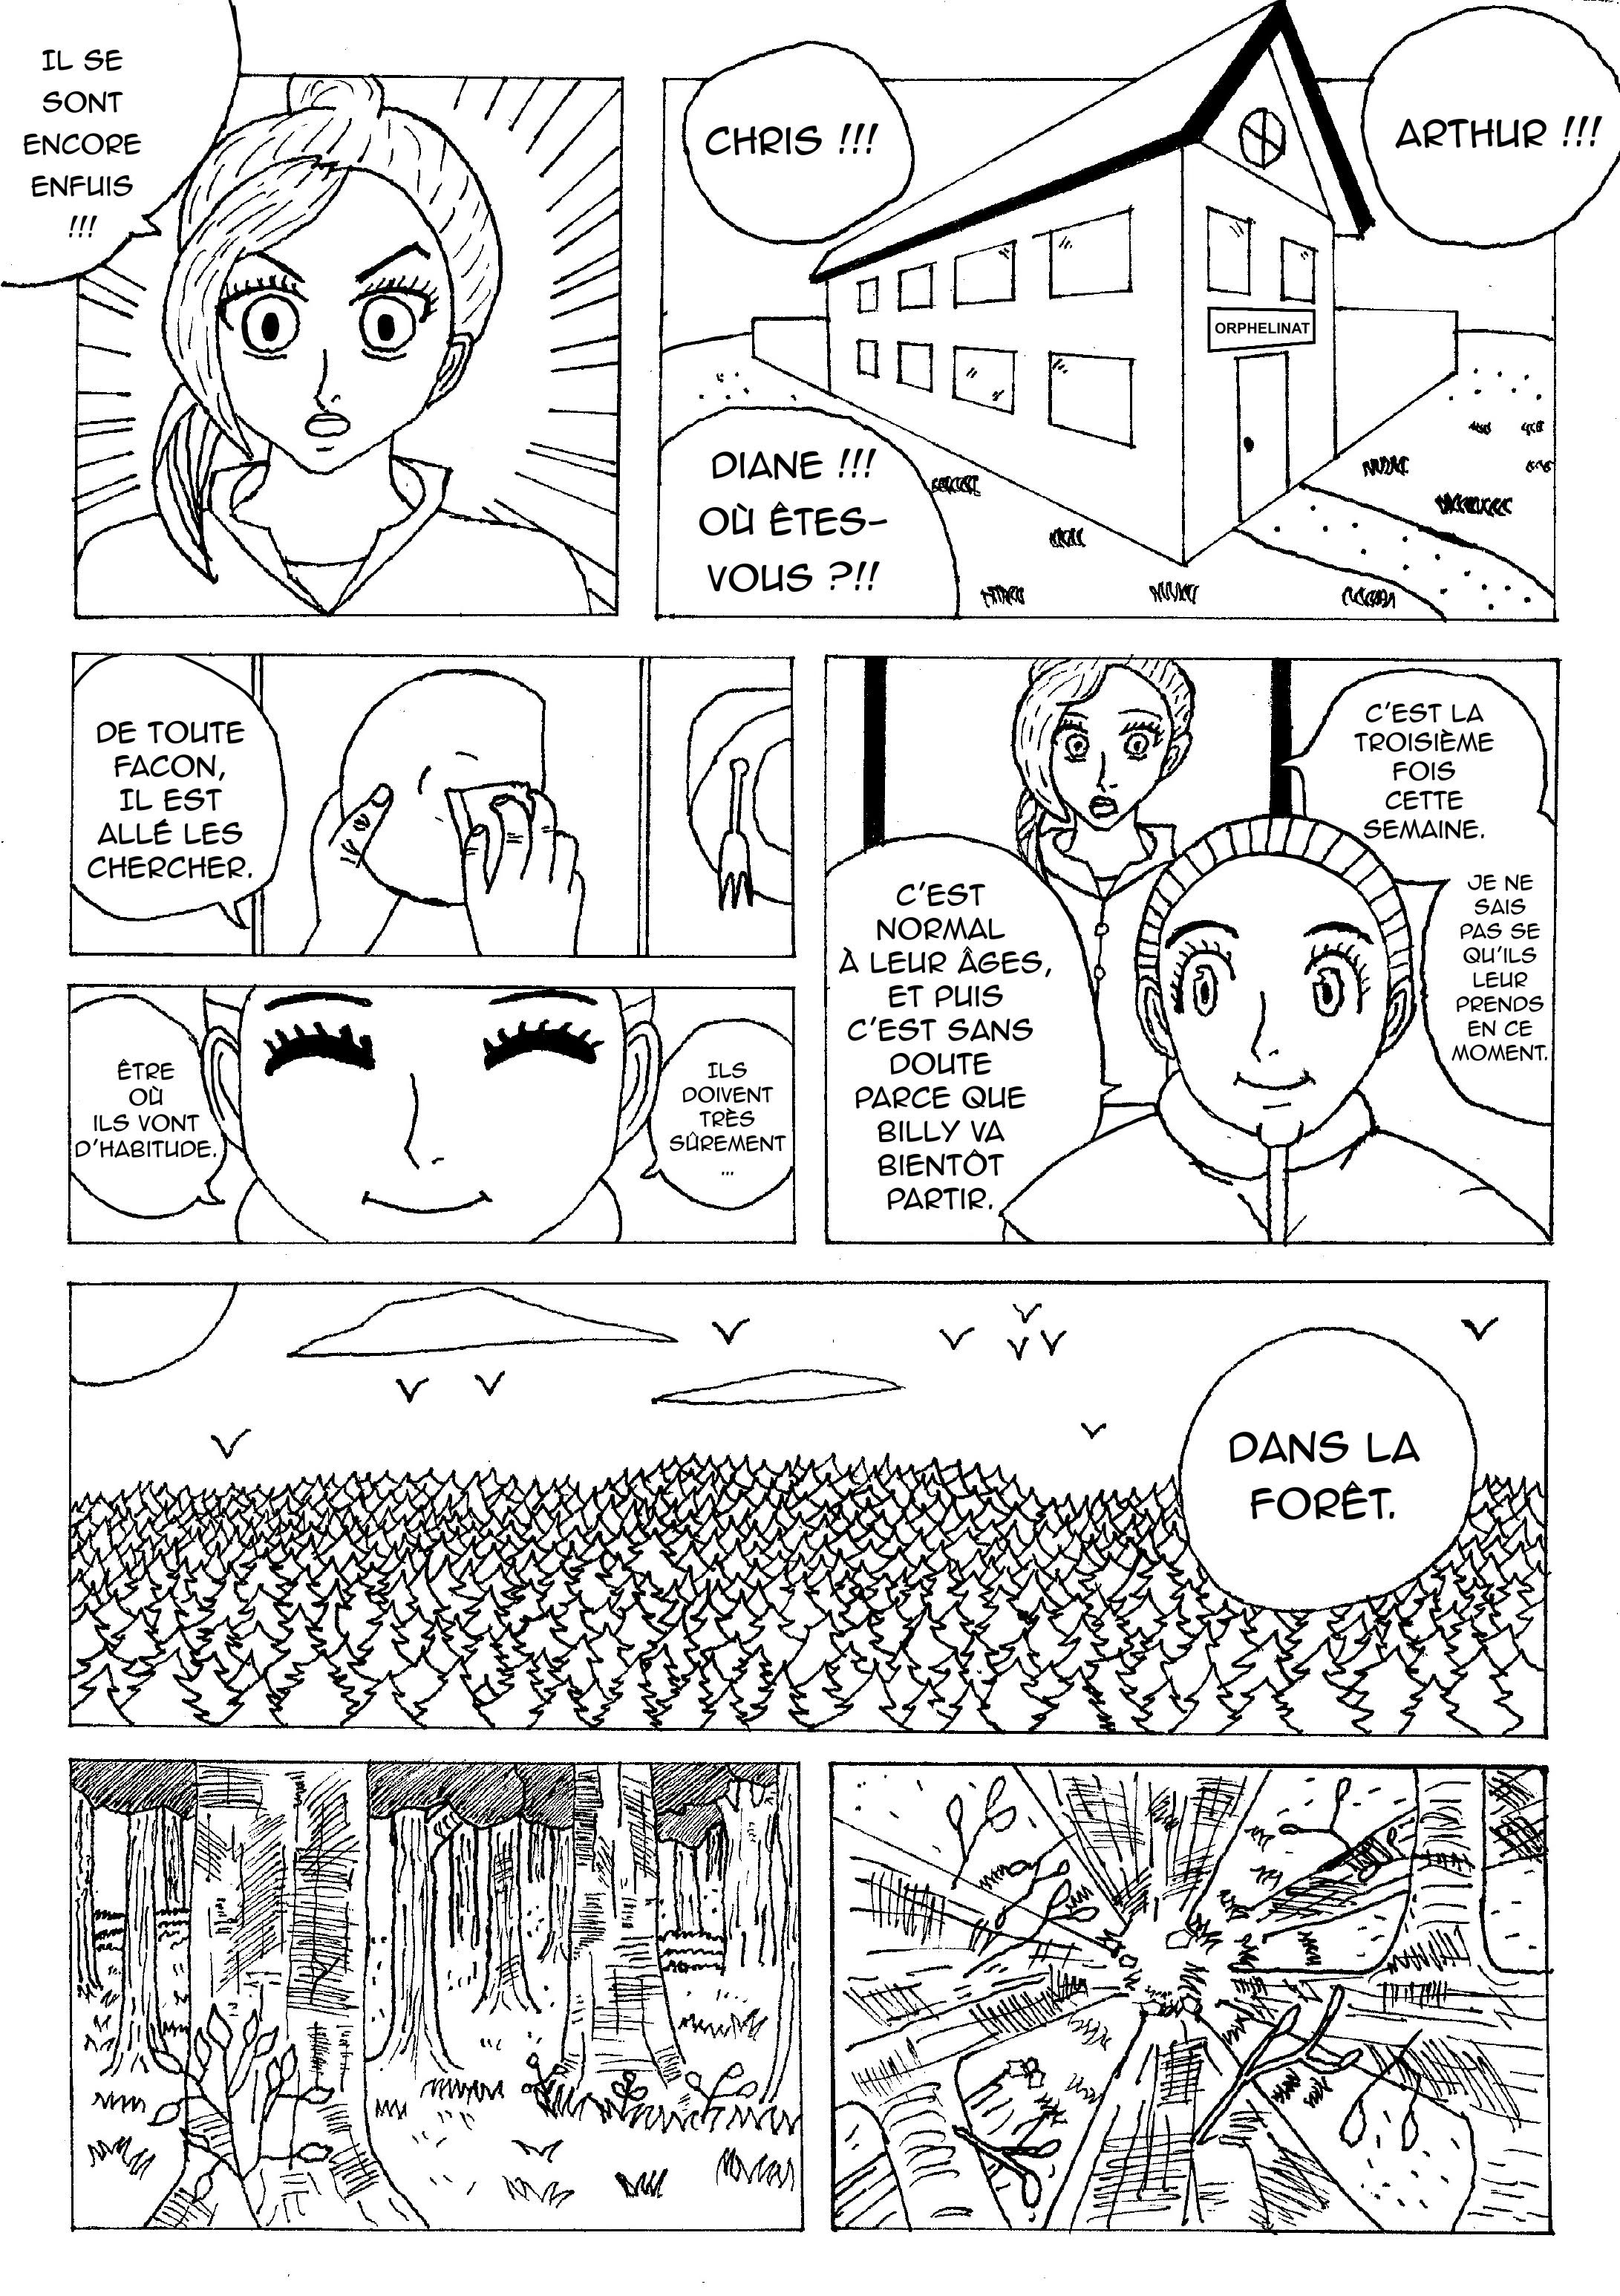 ARTHUR !!!
CHRIS !!!
ORPHELINAT
DIANE !!!
OÙ ÊTES-
VOUS ?!!
IL SE
SONT
ENCORE
ENFUIS
!!!
C'EST LA
TROISIÈME
FOIS
CETTE
SEMAINE.
JE NE
SAIS
PAS SE
QU'ILS
LEUR
PRENDS
EN CE
MOMENT.
C'EST
NORMAL
À LEUR ÂGES,
ET PUIS
C'EST SANS
DOUTE
PARCE QUE
BILLY VA
BIENTÔT
PARTIR.
DE TOUTE
FACON,
IL EST
ALLÉ LES
CHERCHER.
ILS
DOIVENT
TRÈS
SÛREMENT
...
ÊTRE
OÙ
ILS VONT
D'HABITUDE.
DANS LA
FORÊT.